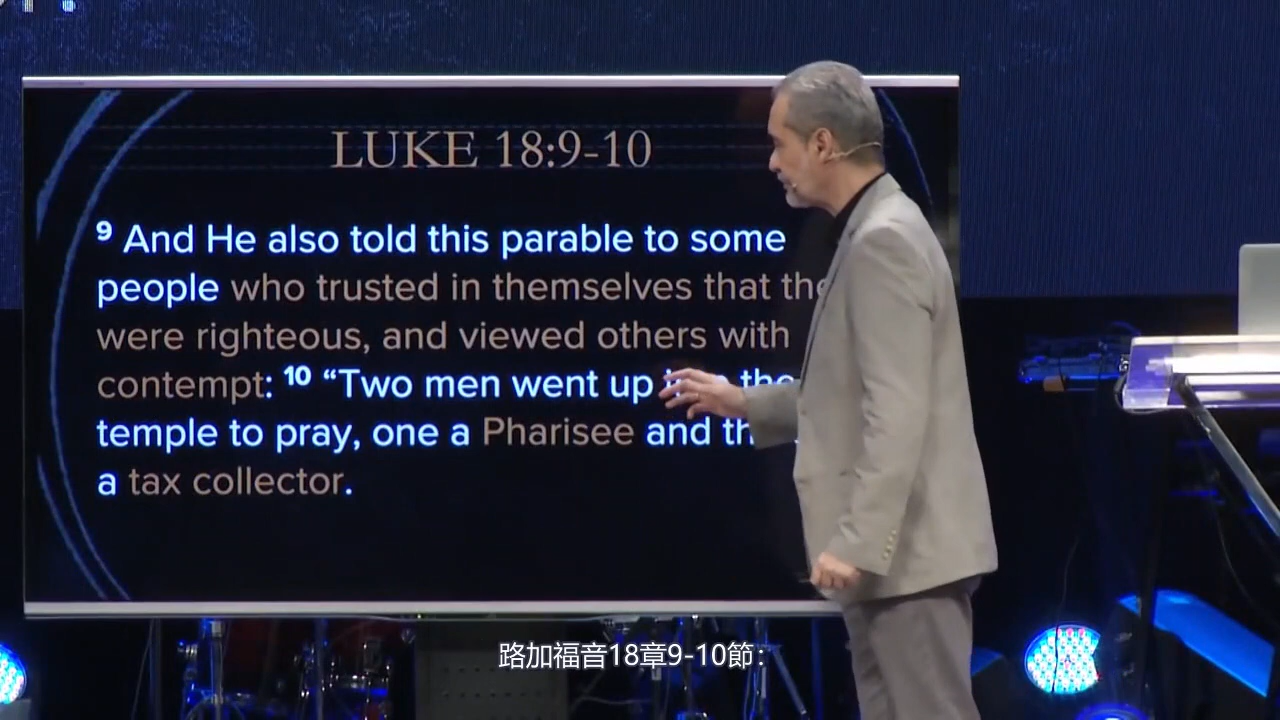 LUKE 18:9-10
⁹ And He also told this parable to some
people who trusted in themselves that
were righteous, and viewed others with
contempt: ¹⁰ “Two men went up
temple to pray, one a Pharisee and
a tax collector.
路加福音18章9-10節：